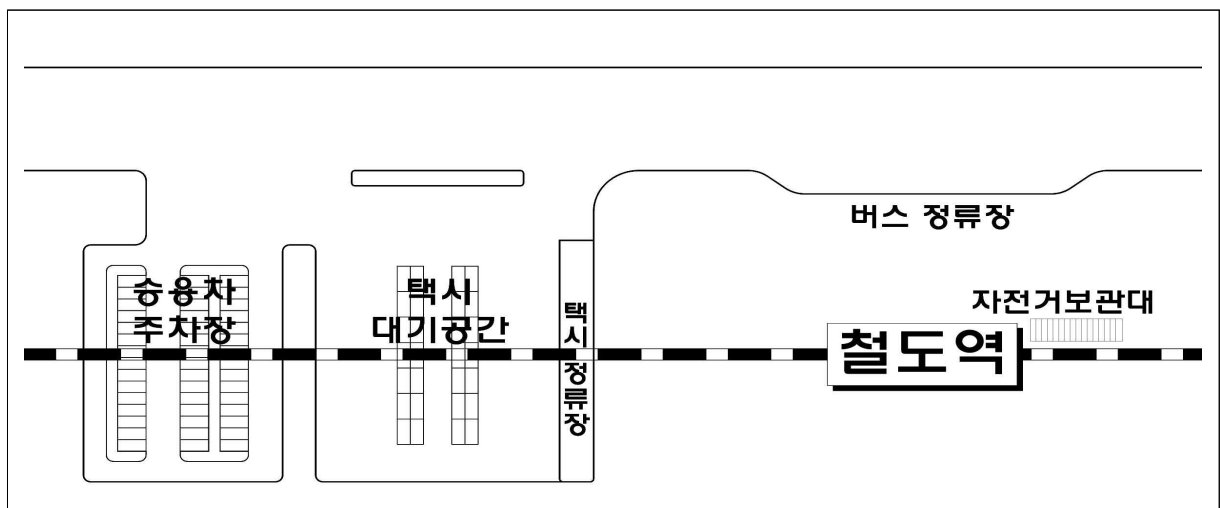 버스 정류장
승용차
주차장
택시
대기공간
택시정류장
자전거보관대
철도역